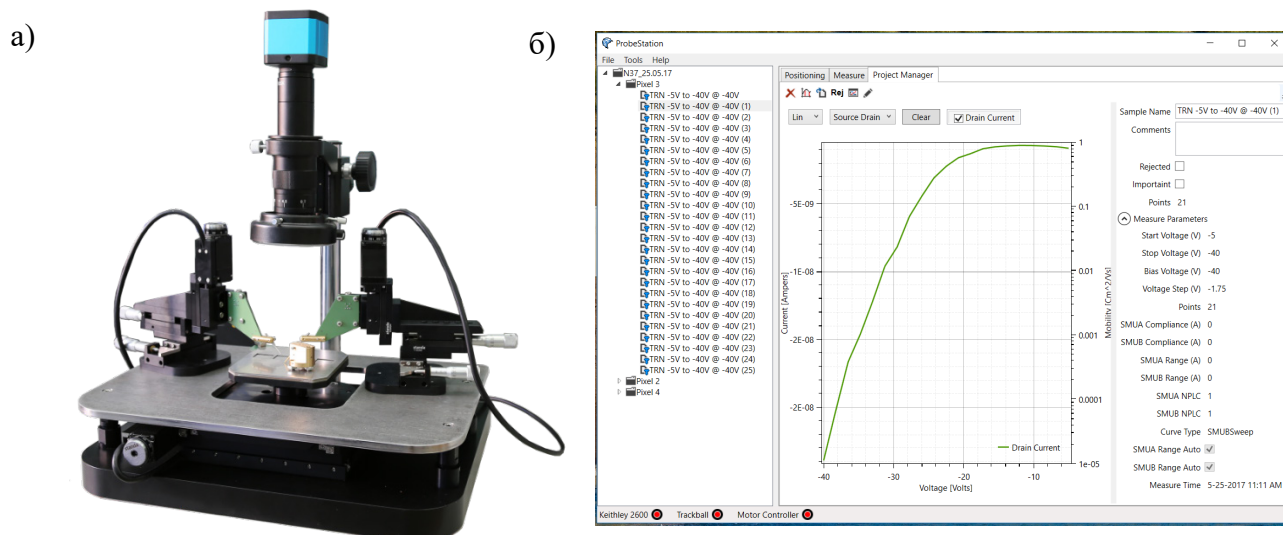 а)
б)
ProbeStation
File Tools Help
N37_25.05.17
Pixel 3
TRN -5V to -40V @ -40V
TRN -5V to -40V @ -40V (1)
TRN -5V to -40V @ -40V (2)
TRN -5V to -40V @ -40V (3)
TRN -5V to -40V @ -40V (4)
TRN -5V to -40V @ -40V (5)
TRN -5V to -40V @ -40V (6)
TRN -5V to -40V @ -40V (7)
TRN -5V to -40V @ -40V (8)
TRN -5V to -40V @ -40V (9)
TRN -5V to -40V @ -40V (10)
TRN -5V to -40V @ -40V (11)
TRN -5V to -40V @ -40V (12)
TRN -5V to -40V @ -40V (13)
TRN -5V to -40V @ -40V (14)
TRN -5V to -40V @ -40V (15)
TRN -5V to -40V @ -40V (16)
TRN -5V to -40V @ -40V (17)
TRN -5V to -40V @ -40V (18)
TRN -5V to -40V @ -40V (19)
TRN -5V to -40V @ -40V (20)
TRN -5V to -40V @ -40V (21)
TRN -5V to -40V @ -40V (22)
TRN -5V to -40V @ -40V (23)
TRN -5V to -40V @ -40V (24)
TRN -5V to -40V @ -40V (25)
Pixel 2
Pixel 4
Positioning Measure Project Manager
Rej
Lin Source Drain Clear Drain Current
Current [Ampers]
-5E-09
-1E-08
-2E-08
-2E-08
-40
-30
-20
-10
Voltage [Volts]
Drain Current
1
0.1
0.01
0.001
0.0001
1e-05
Mobility [Cm^2/Vs]
Sample Name TRN -5V to -40V @ -40V (1)
Comments
Rejected
Importaint
Points 21
Measure Parameters
Start Voltage (V) -5
Stop Voltage (V) -40
Bias Voltage (V) -40
Voltage Step (V) -1.75
Points 21
SMUA Compliance (A) 0
SMUB Compliance (A) 0
SMUA Range (A) 0
SMUB Range (A) 0
SMUA NPLC 1
SMUB NPLC 1
Curve Type SMUBSweep
SMUA Range Auto
SMUB Range Auto
Measure Time 5-25-2017 11:11 AM
Keithley 2600 Trackball Motor Controller